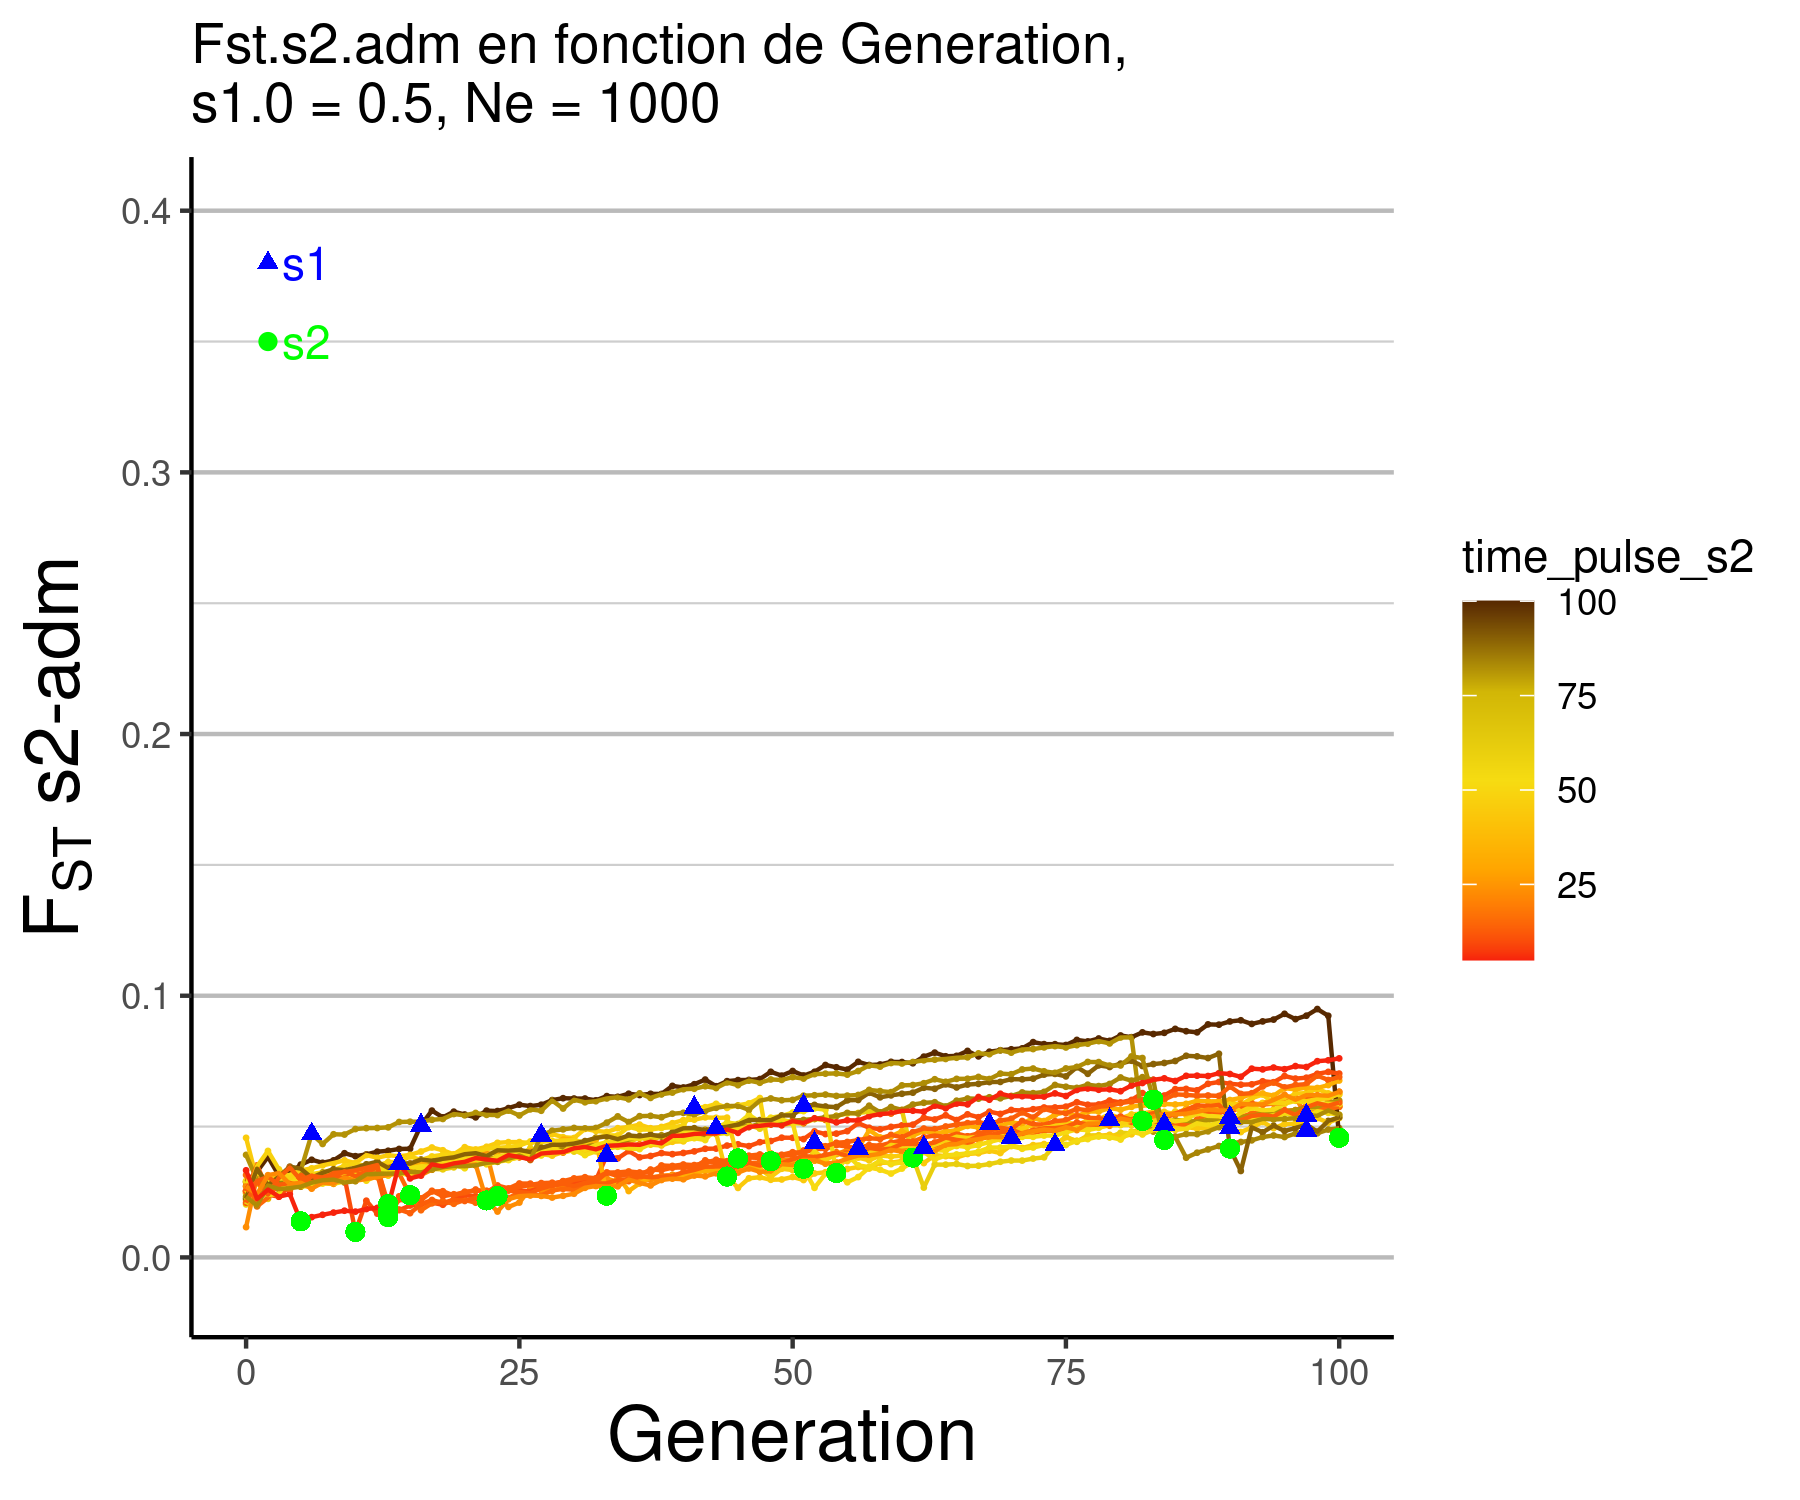 Fst.s2.adm en fonction de Generation,
s1.0 = 0.5, Ne = 1000
0.4
s1
s2
0.3
0.2
0.1
0.0
FST s2-adm
0 25 50 75 100
Generation
time_pulse_s2
100
75
50
25